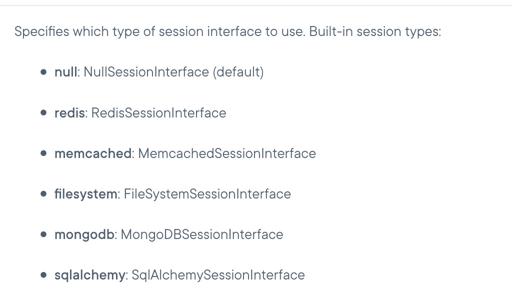 Specifies which type of session interface to use. Built-in session types:
• null: NullSessionInterface (default)
• redis: RedisSessionInterface
• memcached: MemcachedSessionInterface
• filesystem: FileSystemSessionInterface
• mongodb: MongoDBSessionInterface
• sqlalchemy: SqlAlchemySessionInterface